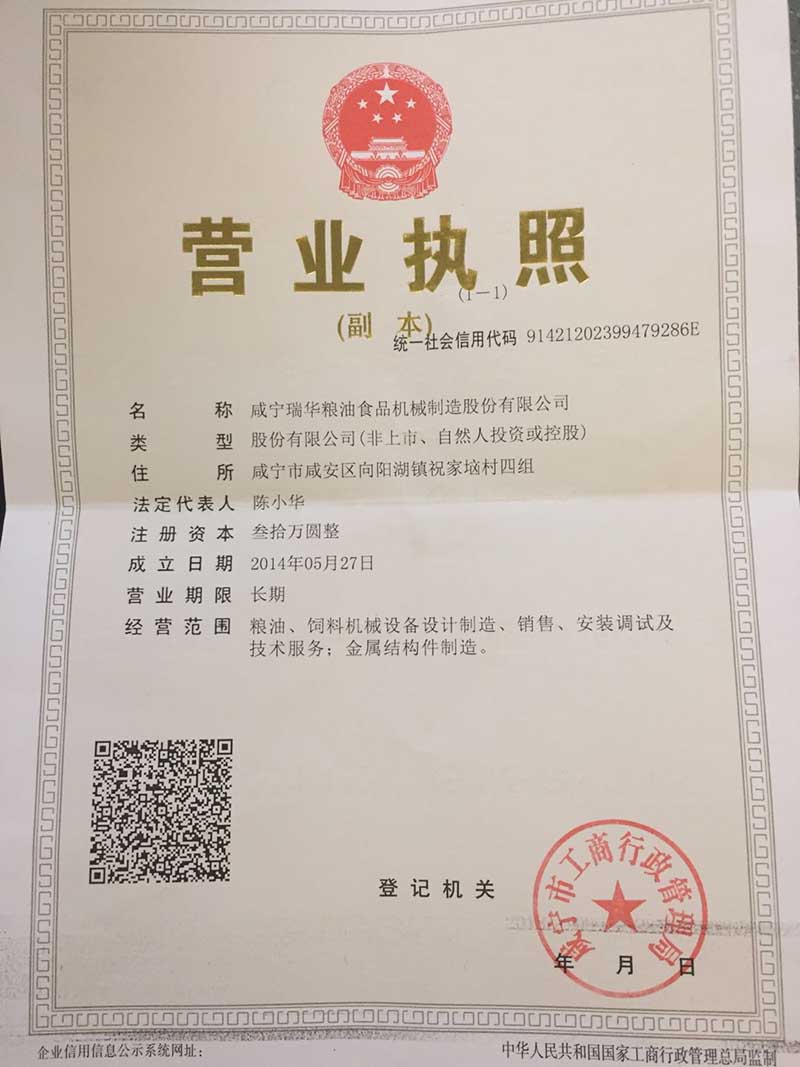 营业执照
(1-1)
(副 本)
统一社会信用代码 91421202399479286E
名 称 咸宁瑞华粮油食品机械制造股份有限公司
类 型 股份有限公司(非上市、自然人投资或控股)
住 所 咸宁市咸安区向阳湖镇祝家垴村四组
法定代表人 陈小华
注册资本 叁拾万圆整
成立日期 2014年05月27日
营业期限 长期
经营范围 粮油、饲料机械设备设计制造、销售、安装调试及
技术服务；金属结构件制造。
登记机关
咸宁市工商行政管理局
年 月 日
企业信用信息公示系统网址：
中华人民共和国国家工商行政管理总局监制